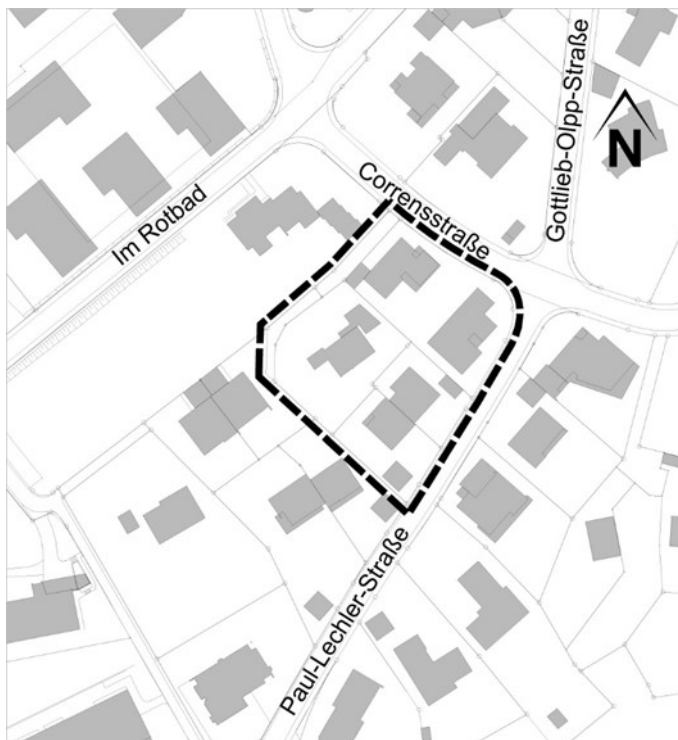 Gottlieb-Olpp-Straße
N
Corrensstraße
Im Rotbad
Paul-Lechler-Straße